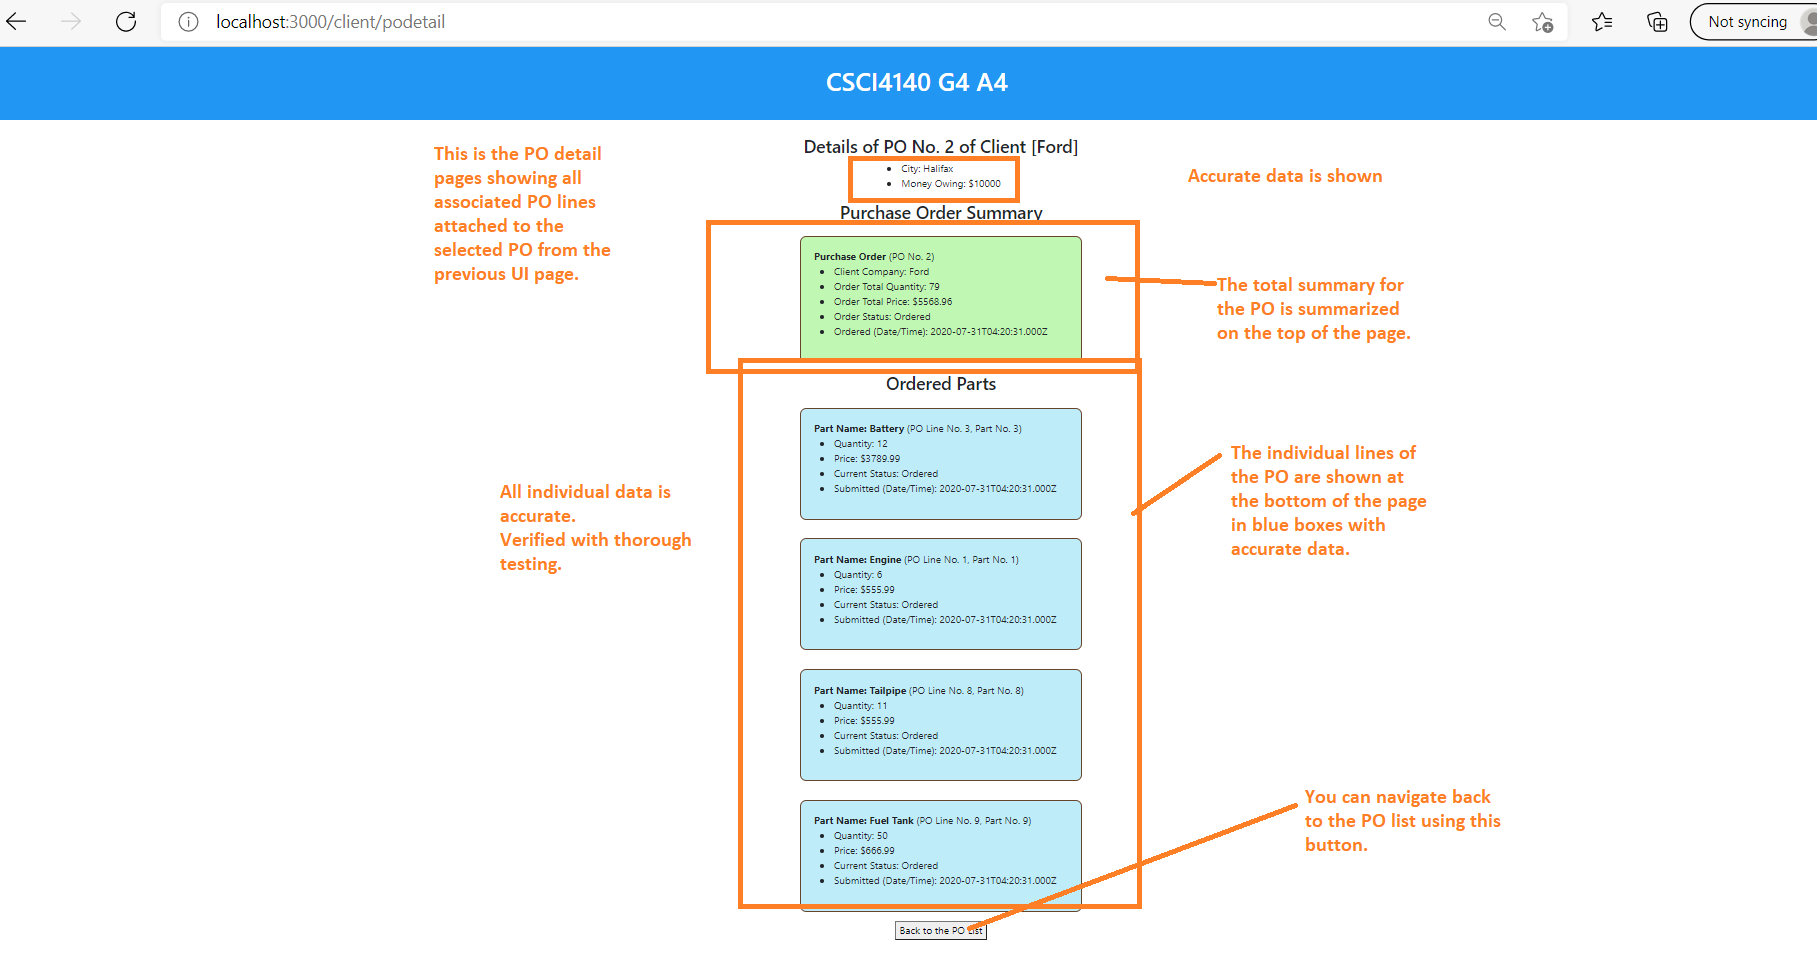 localhost:3000/client/podetail
Not syncing
CSCI4140 G4 A4
Details of PO No. 2 of Client [Ford]
City: Halifax
Money Owing: $10000
This is the PO detail
pages showing all
associated PO lines
attached to the
selected PO from the
previous UI page.
Accurate data is shown
Purchase Order Summary
Purchase Order (PO No. 2)
Client Company: Ford
Order Total Quantity: 79
Order Total Price: $5568.96
Order Status: Ordered
Ordered (Date/Time): 2020-07-31T04:20:31.000Z
The total summary for
the PO is summarized
on the top of the page.
Ordered Parts
Part Name: Battery (PO Line No. 3, Part No. 3)
Quantity: 12
Price: $3789.99
Current Status: Ordered
Submitted (Date/Time): 2020-07-31T04:20:31.000Z
The individual lines of
the PO are shown at
the bottom of the page
in blue boxes with
accurate data.
All individual data is
accurate.
Verified with thorough
testing.
Part Name: Engine (PO Line No. 1, Part No. 1)
Quantity: 6
Price: $555.99
Current Status: Ordered
Submitted (Date/Time): 2020-07-31T04:20:31.000Z
Part Name: Tailpipe (PO Line No. 8, Part No. 8)
Quantity: 11
Price: $555.99
Current Status: Ordered
Submitted (Date/Time): 2020-07-31T04:20:31.000Z
Part Name: Fuel Tank (PO Line No. 9, Part No. 9)
Quantity: 50
Price: $666.99
Current Status: Ordered
Submitted (Date/Time): 2020-07-31T04:20:31.000Z
You can navigate back
to the PO list using this
button.
Back to the PO List